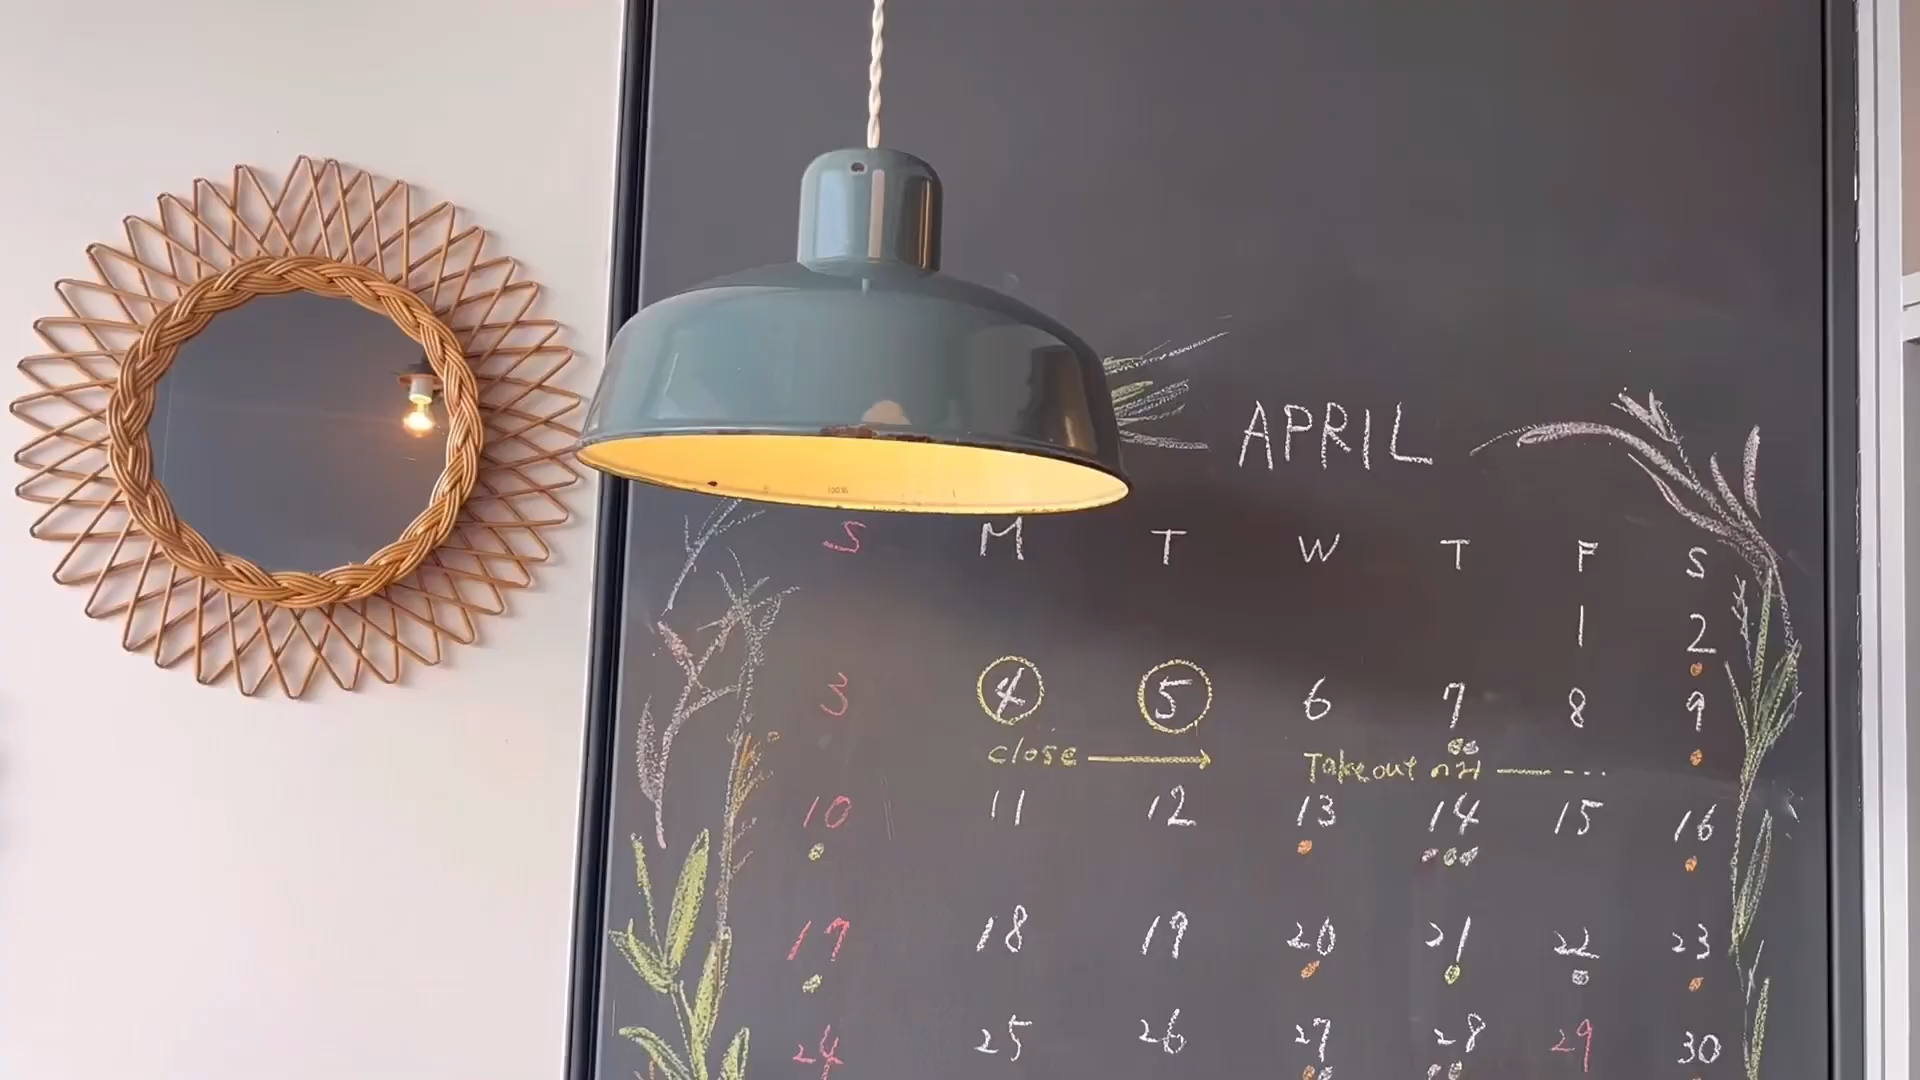 APRIL
S M T W T F S
1 2
3 4 5 6 7 8 9
close Takeout のみ
10 11 12 13 14 15 16
17 18 19 20 21 22 23
24 25 26 27 28 29 30